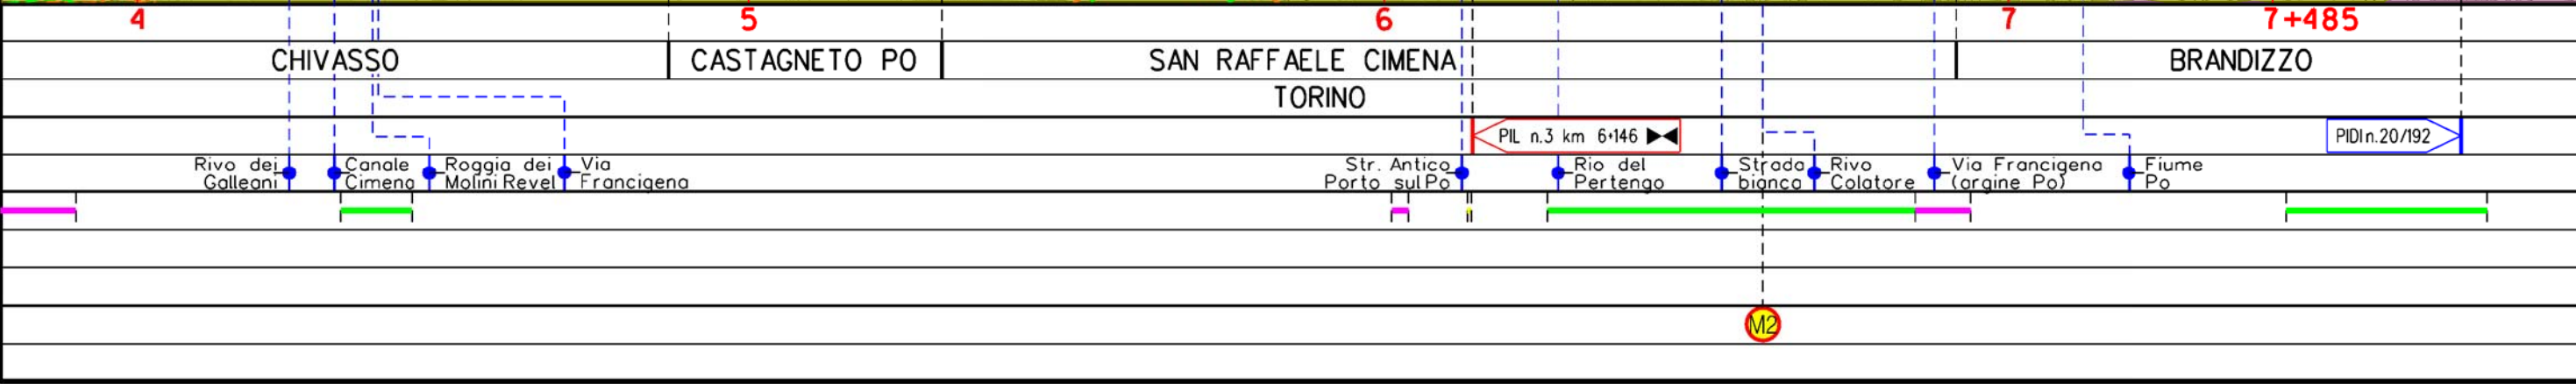 4 5 6 7 7+485
CHIVASSO CASTAGNETO PO SAN RAFFAELE CIMENA BRANDIZZO
TORINO
PIL n.3 km 6+146 PIDI n.20/192
Rivo dei Canale Roggia dei Via Str. Antico Rio del Strada Rivo Via Francigena Fiume
Galleani Cimena Molini Revel Francigena Porto sul Po Pertengo bianca Colatore (argine Po) Po
M2